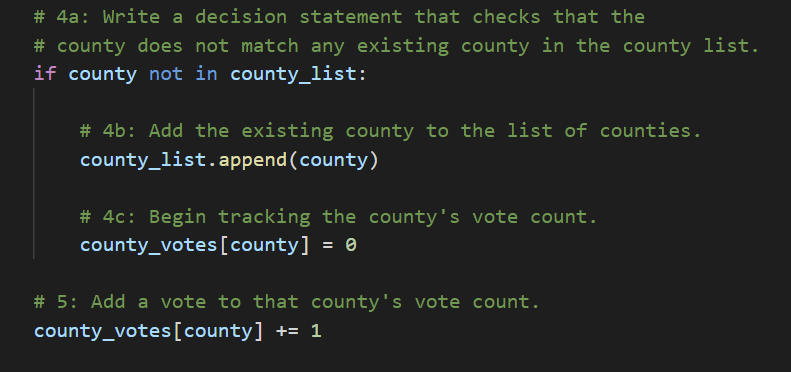 # 4a: Write a decision statement that checks that the
# county does not match any existing county in the county list.
if county not in county_list:
# 4b: Add the existing county to the list of counties.
county_list.append(county)
# 4c: Begin tracking the county's vote count.
county_votes[county] = 0
# 5: Add a vote to that county's vote count.
county_votes[county] += 1